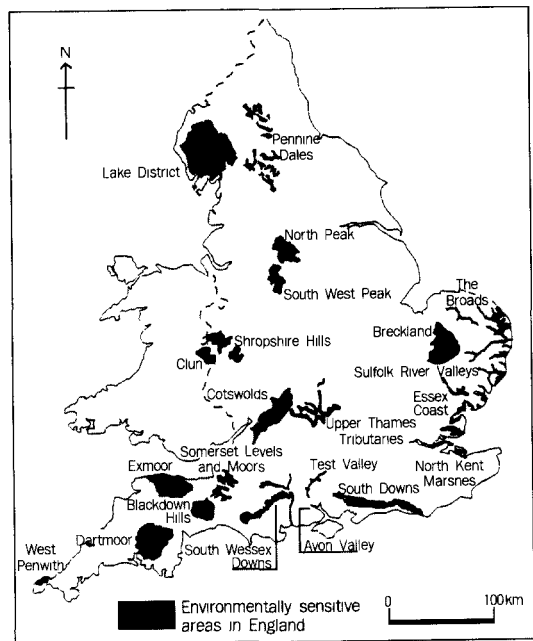 N
Pennine
Dales
Lake District
North Peak
South West Peak
The
Broads
Breckland
Shropshire Hills
Clun
Suffolk River Valleys
Cotswolds
Essex
Coast
Upper Thames
Tributaries
Somerset Levels
and Moors
North Kent
Marsnes
Exmoor
Test Valley
South Downs
Blackdown
Hills
Dartmoor
West
Penwith
South Wessex
Downs
Avon Valley
Environmentally sensitive
areas in England
0
100km